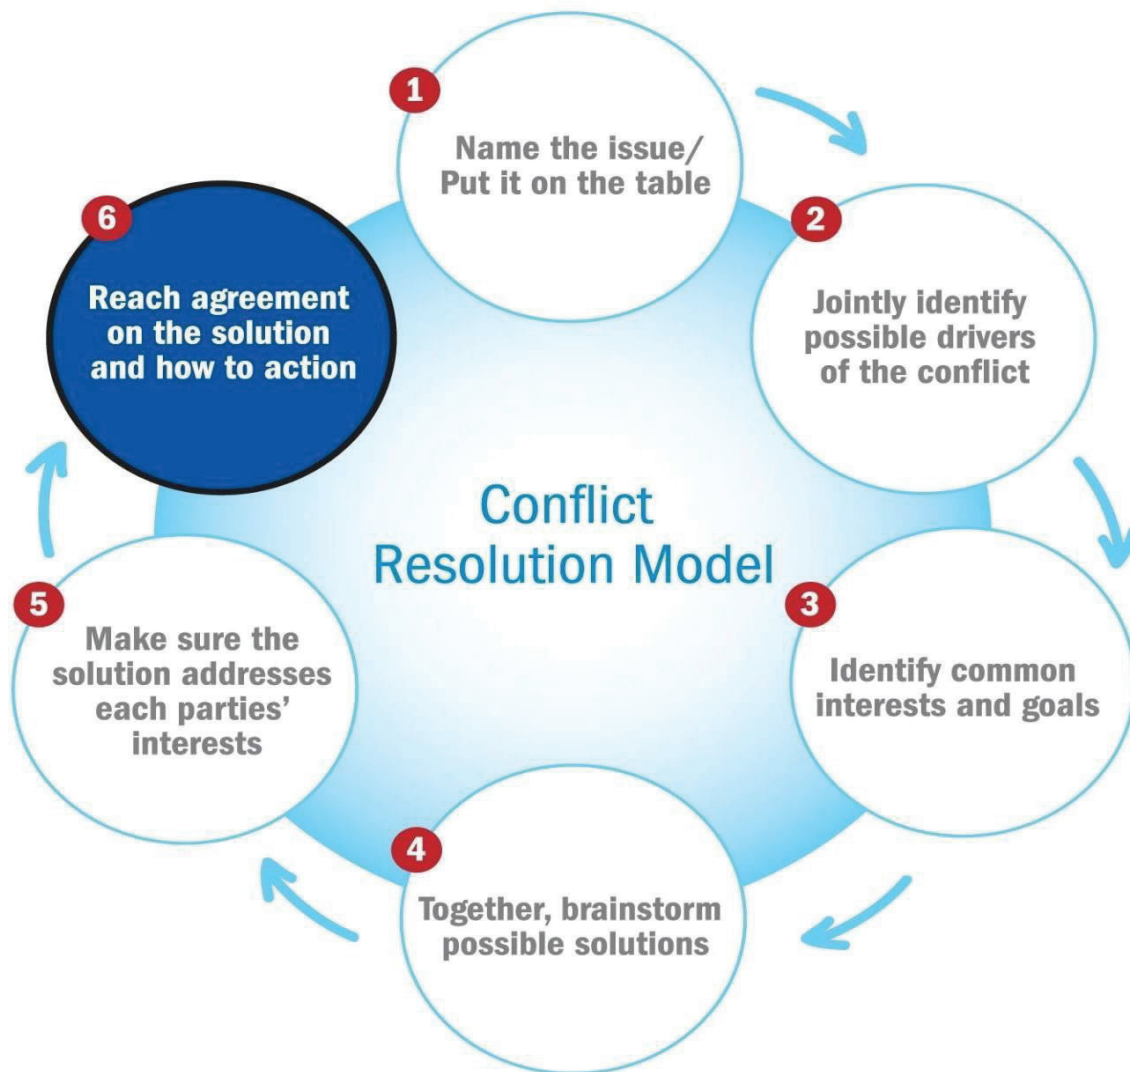 1
Name the issue/
Put it on the table
2
Jointly identify
possible drivers
of the conflict
3
Identify common
interests and goals
4
Together, brainstorm
possible solutions
5
Make sure the
solution addresses
each parties’
interests
6
Reach agreement
on the solution
and how to action
Conflict
Resolution Model